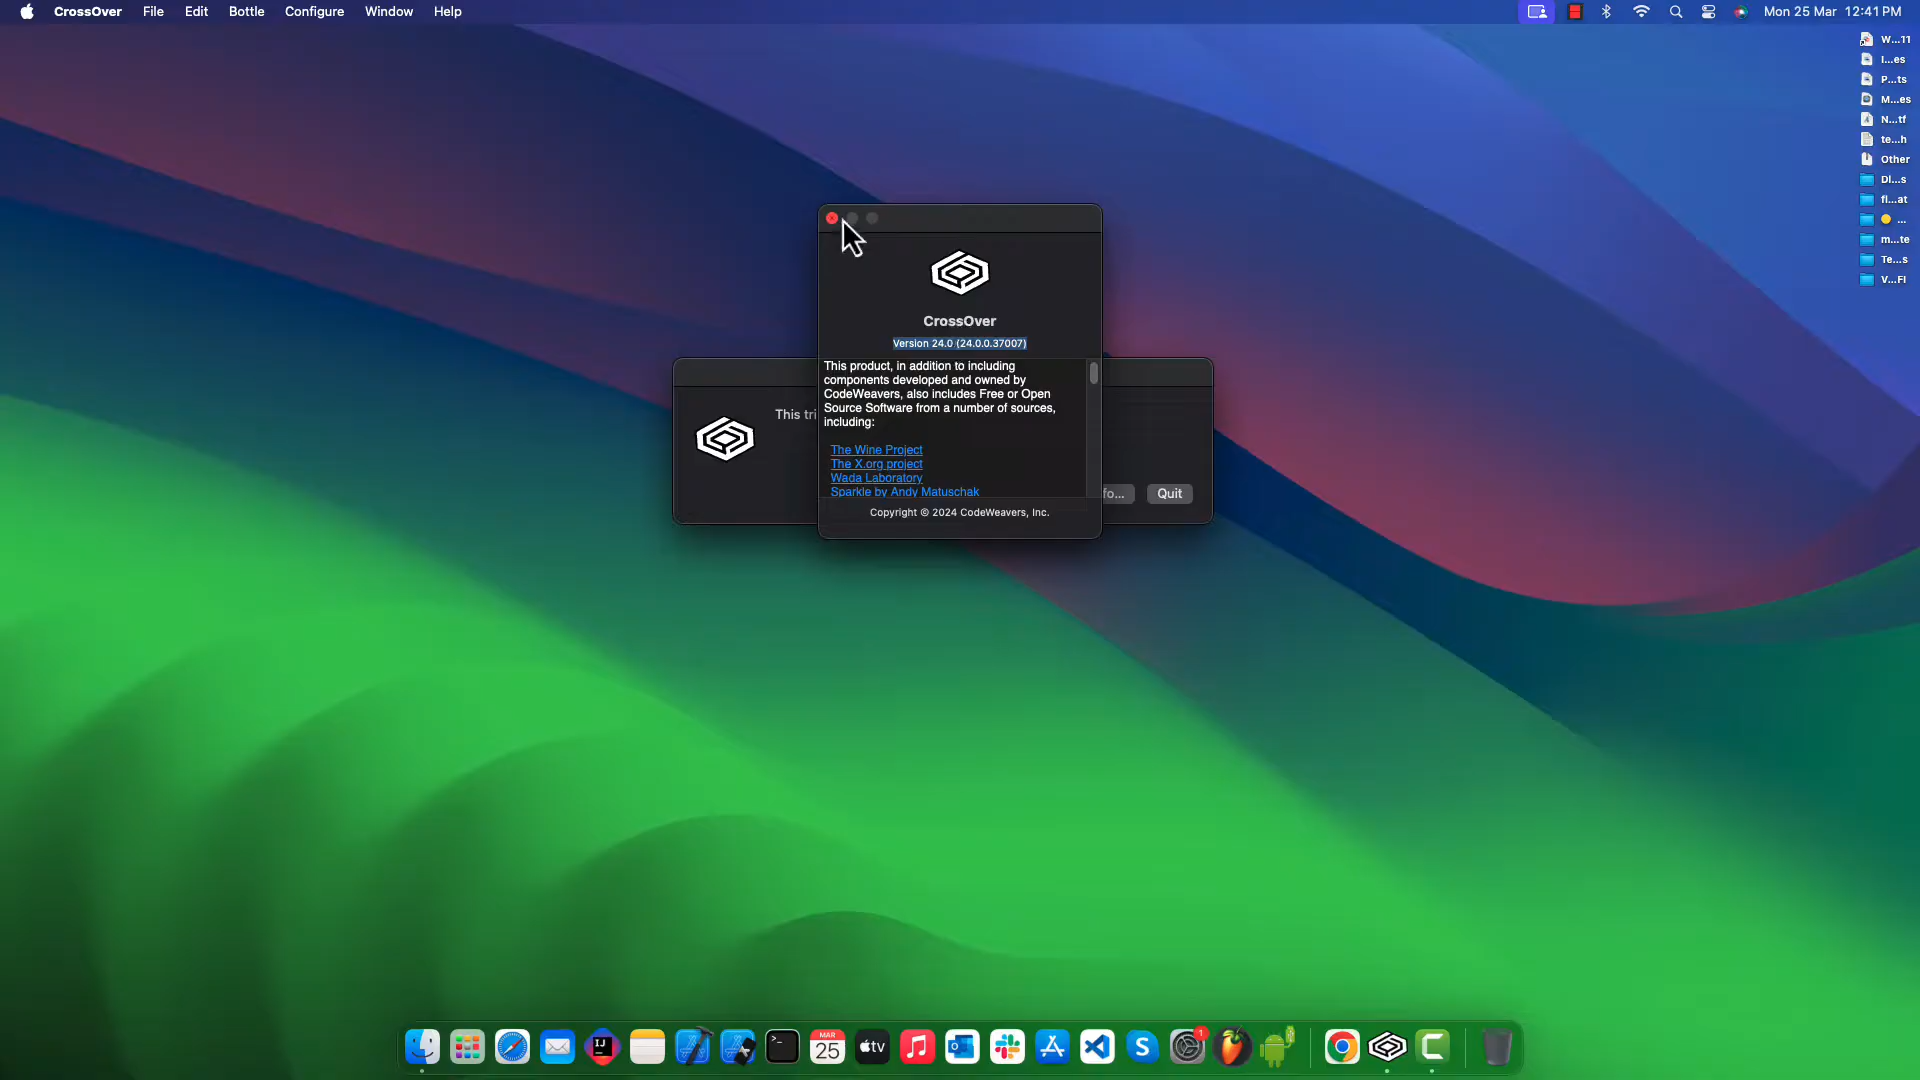 CrossOver File Edit Bottle Configure Window Help
Mon 25 Mar 12:41 PM
W...11
I...es
P...ts
M...es
N...tf
te...h
Other
DI...s
fl...at
...
m...te
Te...s
V...FI
CrossOver
Version 24.0 (24.0.0.37007)
This product, in addition to including
components developed and owned by
CodeWeavers, also includes Free or Open
Source Software from a number of sources,
including:
The Wine Project
The X.org project
Wada Laboratory
Sparkle by Andy Matuschak
Copyright © 2024 CodeWeavers, Inc.
This tri
fo...
Quit
IJ
>_
MAR
25
tv
S
1
C